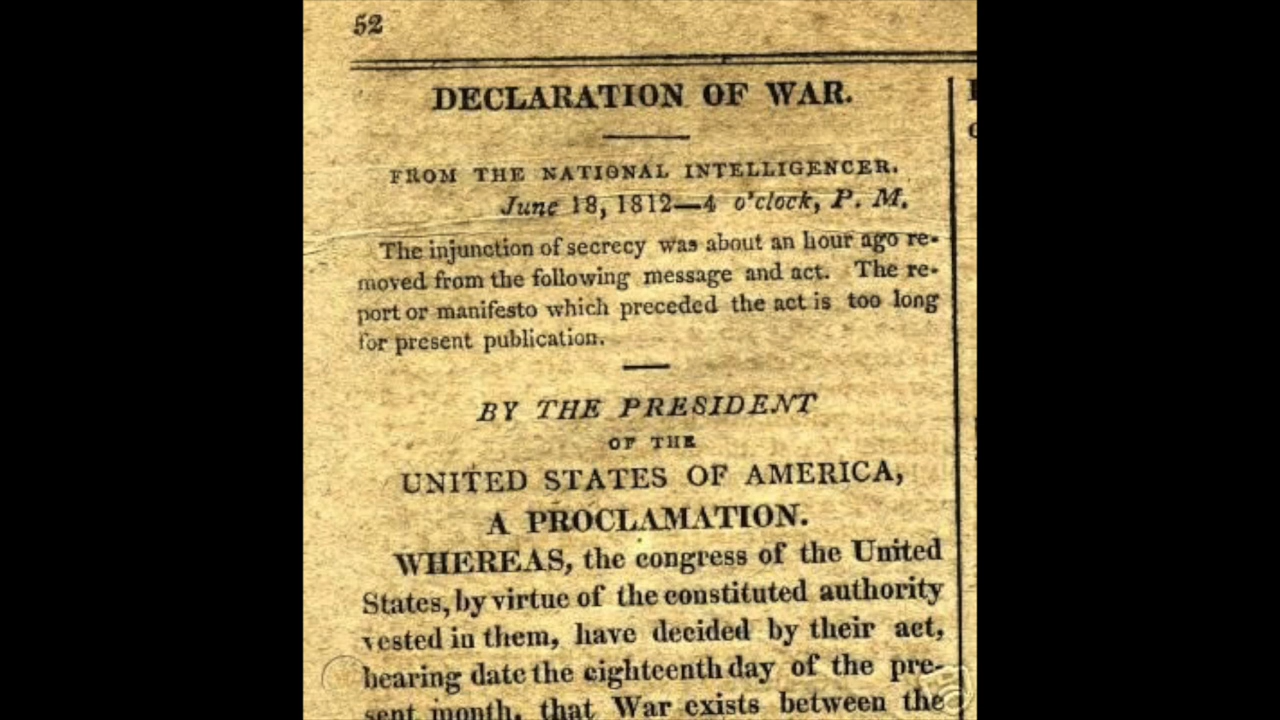 52
DECLARATION OF WAR.
FROM THE NATIONAL INTELLIGENCER.
June 18, 1812—4 o'clock, P. M.
The injunction of secrecy was about an hour ago re-
moved from the following message and act. The re-
port or manifesto which preceded the act is too long
for present publication.
BY THE PRESIDENT
OF THE
UNITED STATES OF AMERICA,
A PROCLAMATION.
WHEREAS, the congress of the United
States, by virtue of the constituted authority
vested in them, have decided by their act,
bearing date the eighteenth day of the pre-
sent month, that War exists between the